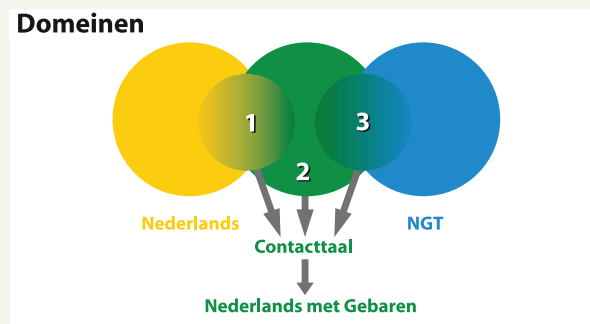 Domeinen
1
3
2
Nederlands
NGT
Contacttaal
Nederlands met Gebaren